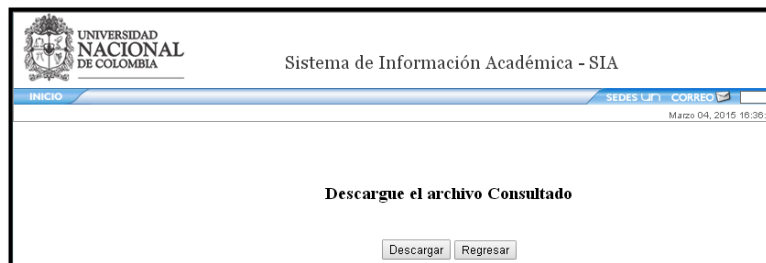 UNIVERSIDAD
NACIONAL
DE COLOMBIA
Sistema de Información Académica - SIA
INICIO
SEDES un CORREO
Marzo 04, 2015 16:36:
Descargue el archivo Consultado
Descargar Regresar